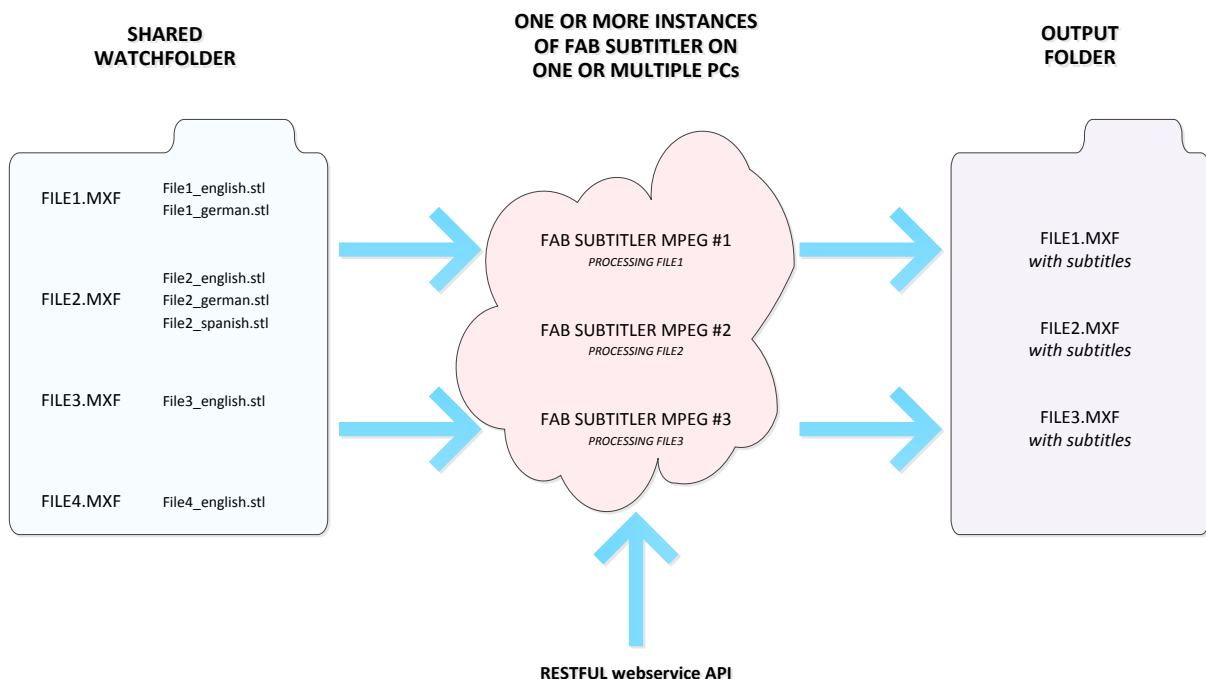 SHARED
WATCHFOLDER
ONE OR MORE INSTANCES
OF FAB SUBTITLER ON
ONE OR MULTIPLE PCs
OUTPUT
FOLDER
FILE1.MXF
File1_english.stl
File1_german.stl
FILE2.MXF
File2_english.stl
File2_german.stl
File2_spanish.stl
FILE3.MXF
File3_english.stl
FILE4.MXF
File4_english.stl
FAB SUBTITLER MPEG #1
PROCESSING FILE1
FAB SUBTITLER MPEG #2
PROCESSING FILE2
FAB SUBTITLER MPEG #3
PROCESSING FILE3
FILE1.MXF
with subtitles
FILE2.MXF
with subtitles
FILE3.MXF
with subtitles
RESTFUL webservice API